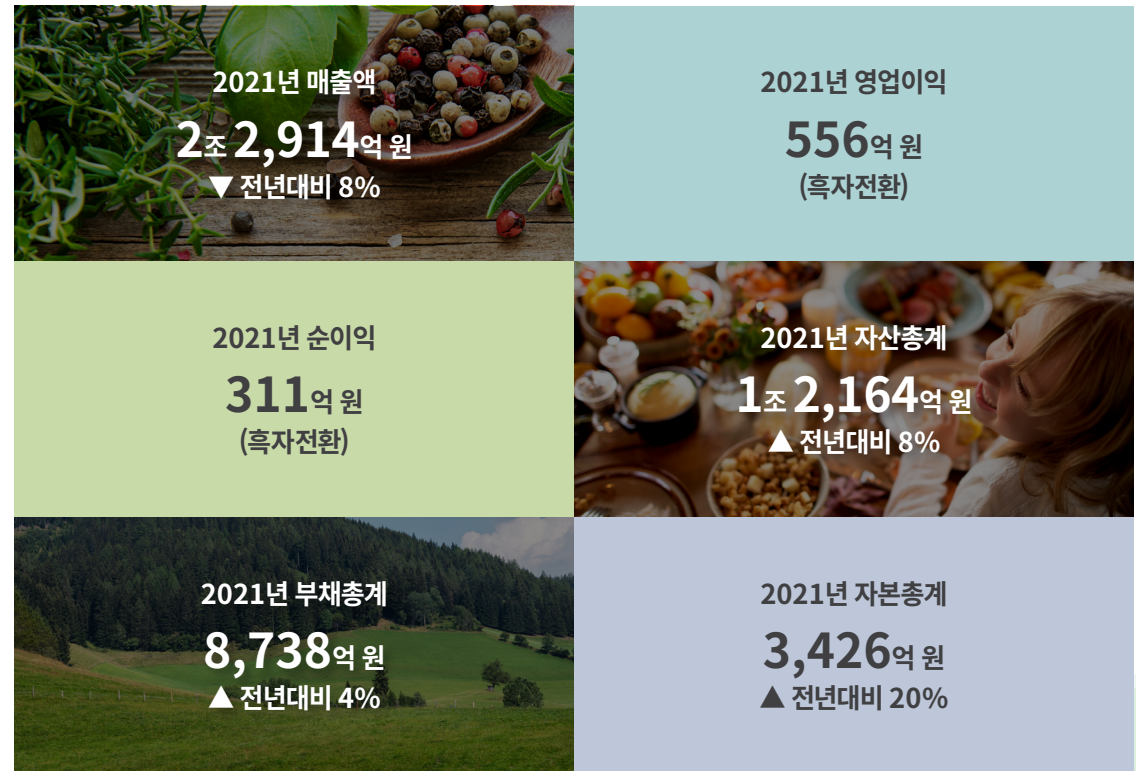 2021년 매출액
2조 2,914억 원
▼ 전년대비 8%
2021년 영업이익
556억 원
(흑자전환)
2021년 순이익
311억 원
(흑자전환)
2021년 자산총계
1조 2,164억 원
▲ 전년대비 8%
2021년 부채총계
8,738억 원
▲ 전년대비 4%
2021년 자본총계
3,426억 원
▲ 전년대비 20%